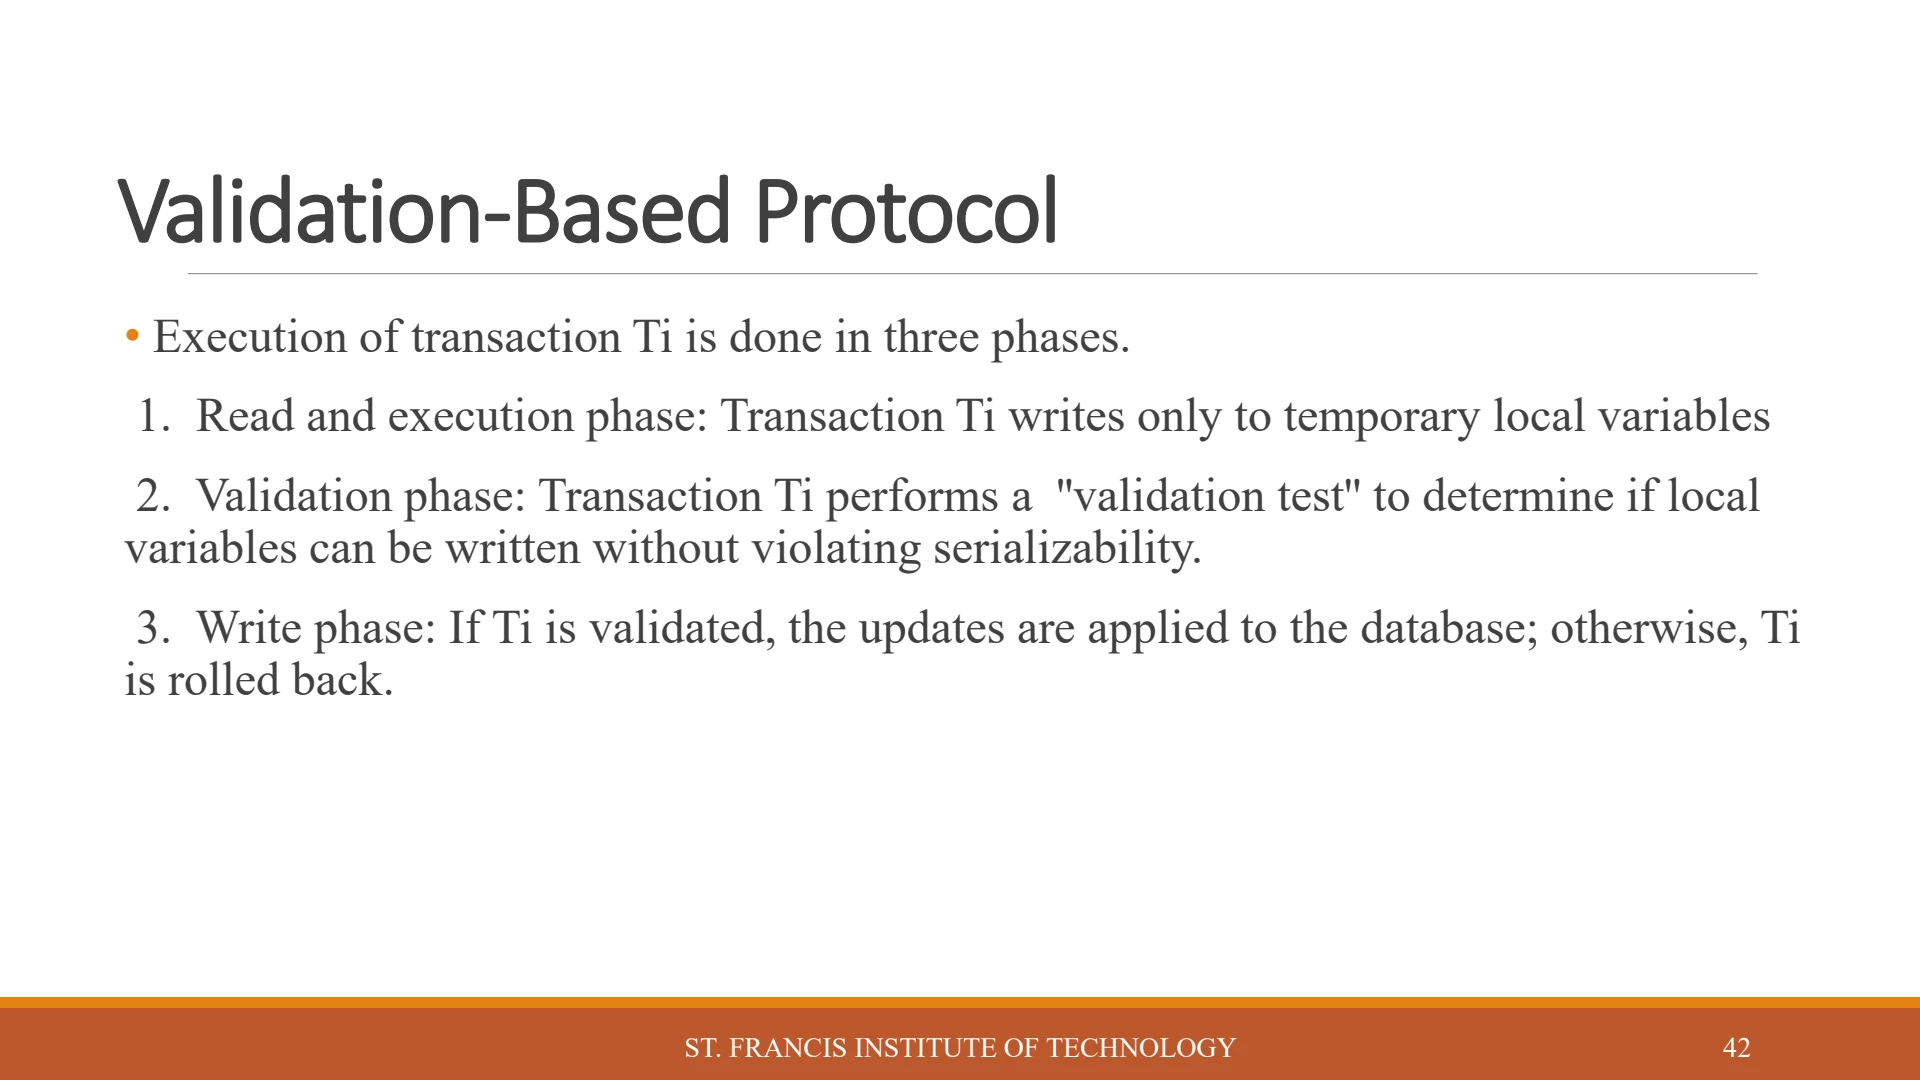 Validation-Based Protocol
• Execution of transaction Ti is done in three phases.
1. Read and execution phase: Transaction Ti writes only to temporary local variables
2. Validation phase: Transaction Ti performs a "validation test" to determine if local
variables can be written without violating serializability.
3. Write phase: If Ti is validated, the updates are applied to the database; otherwise, Ti
is rolled back.
ST. FRANCIS INSTITUTE OF TECHNOLOGY
42